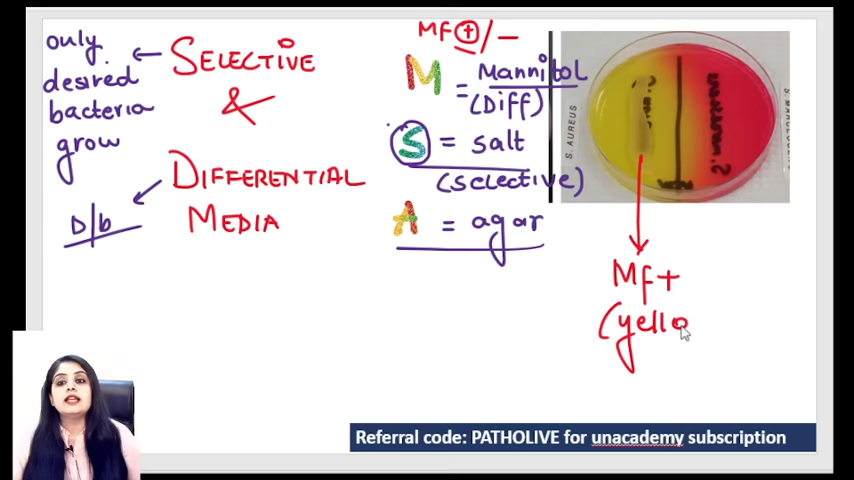 only
desired
bacteria
grow
SELECTIVE
&
DIFFERENTIAL
MEDIA
D/b
MF + / -
M = Mannitol
(Diff)
S = salt
(Selective)
A = agar
S. AUREUS
Mf+
(yello
Referral code: PATHOLIVE for unacademy subscription